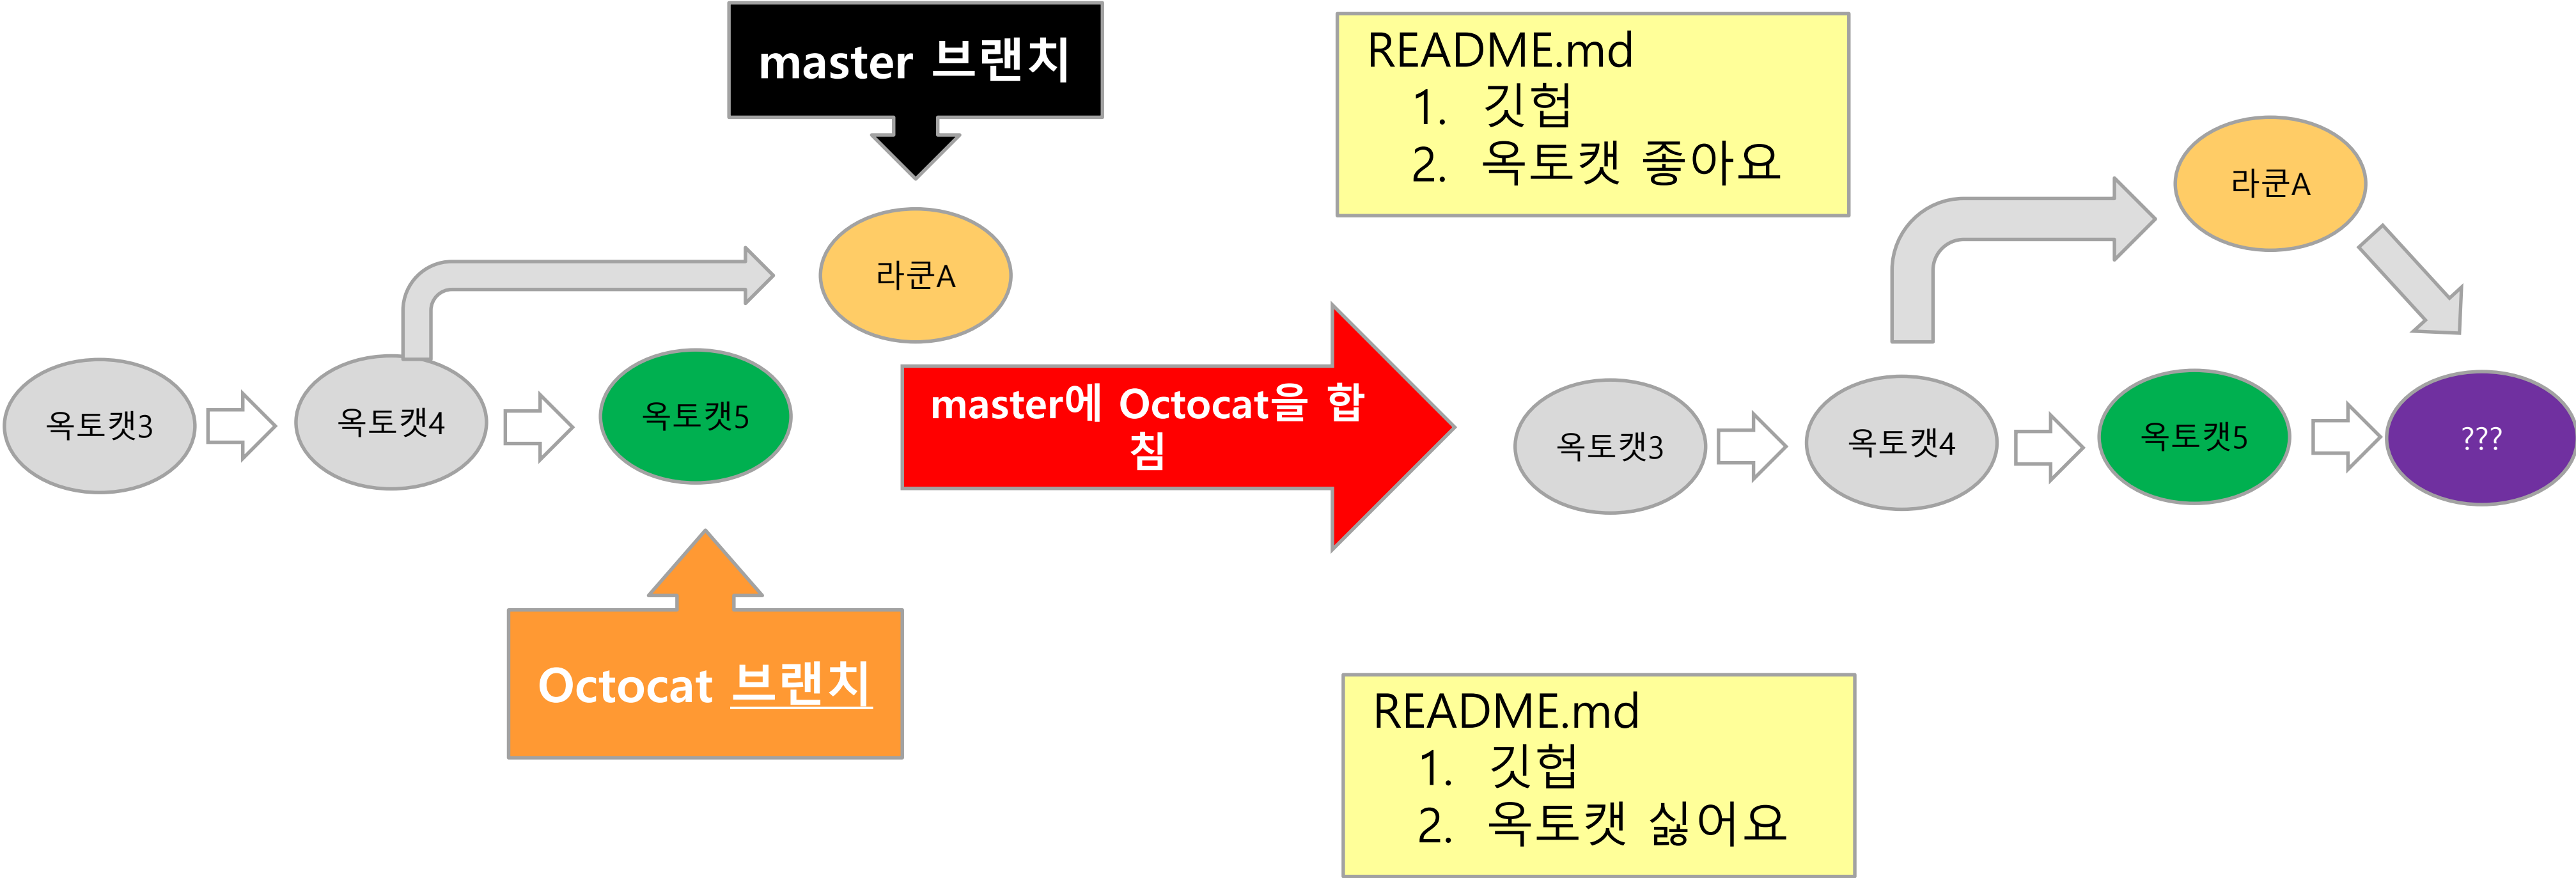 master 브랜치
라쿤A
옥토캣3
옥토캣4
옥토캣5
Octocat 브랜치
master에 Octocat을 합
침
README.md
1. 깃헙
2. 옥토캣 좋아요
라쿤A
옥토캣3
옥토캣4
옥토캣5
???
README.md
1. 깃헙
2. 옥토캣 싫어요